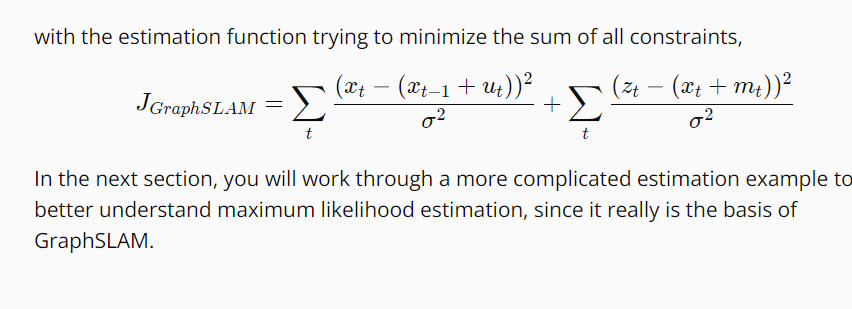 with the estimation function trying to minimize the sum of all constraints,
J_{GraphSLAM} = \sum_t \frac{(x_t - (x_{t-1} + u_t))^2}{\sigma^2} + \sum_t \frac{(z_t - (x_t + m_t))^2}{\sigma^2}
In the next section, you will work through a more complicated estimation example to
better understand maximum likelihood estimation, since it really is the basis of
GraphSLAM.